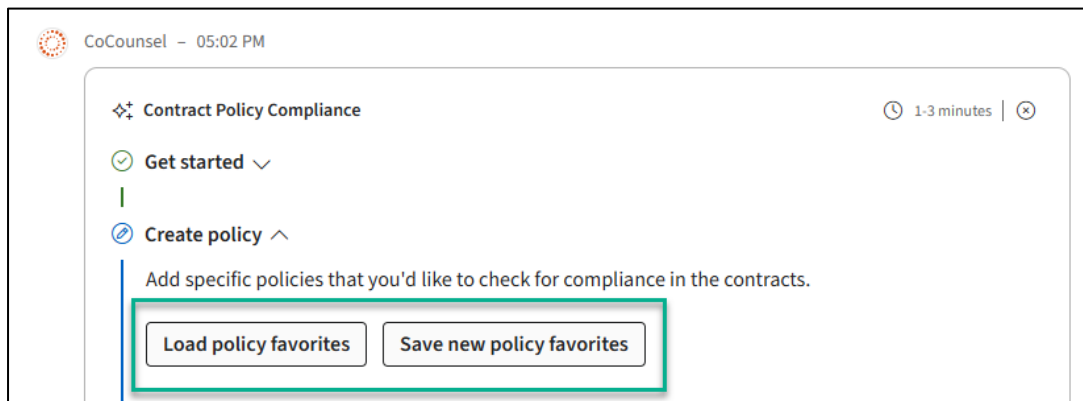 CoCounsel – 05:02 PM
Contract Policy Compliance 1-3 minutes
Get started
Create policy
Add specific policies that you'd like to check for compliance in the contracts.
Load policy favorites Save new policy favorites